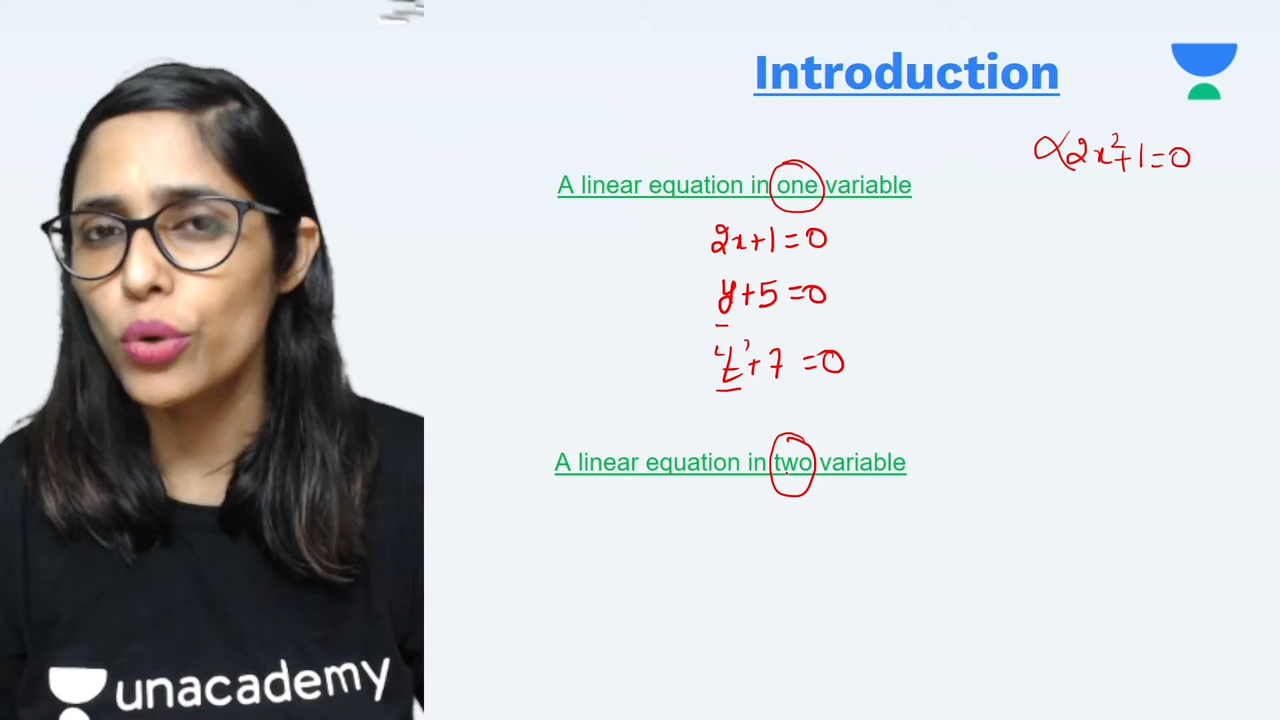 Introduction
2x²+1=0
A linear equation in one variable
2x+1=0
y+5=0
z¹+7=0
A linear equation in two variable
unacademy